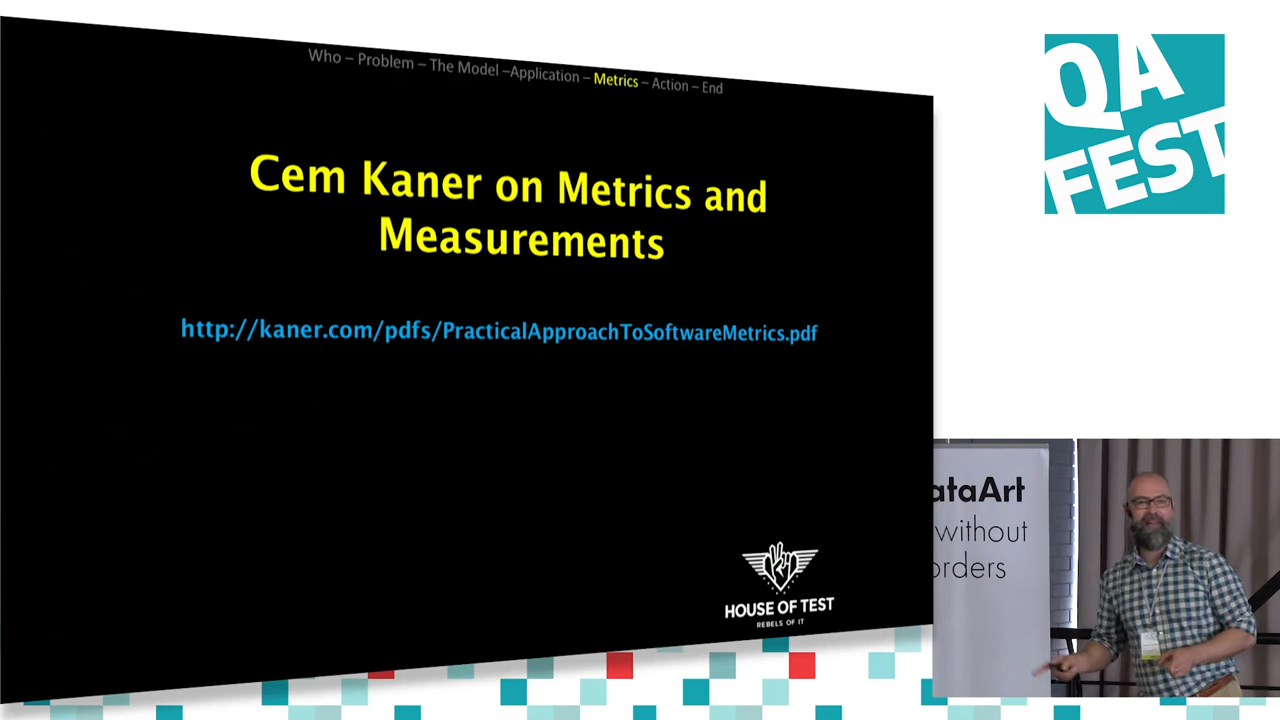 Who – Problem – The Model –Application – Metrics – Action – End
Cem Kaner on Metrics and
Measurements
http://kaner.com/pdfs/PracticalApproachToSoftwareMetrics.pdf
HOUSE OF TEST
REBELS OF IT
QA
FEST
ataArt
without
orders